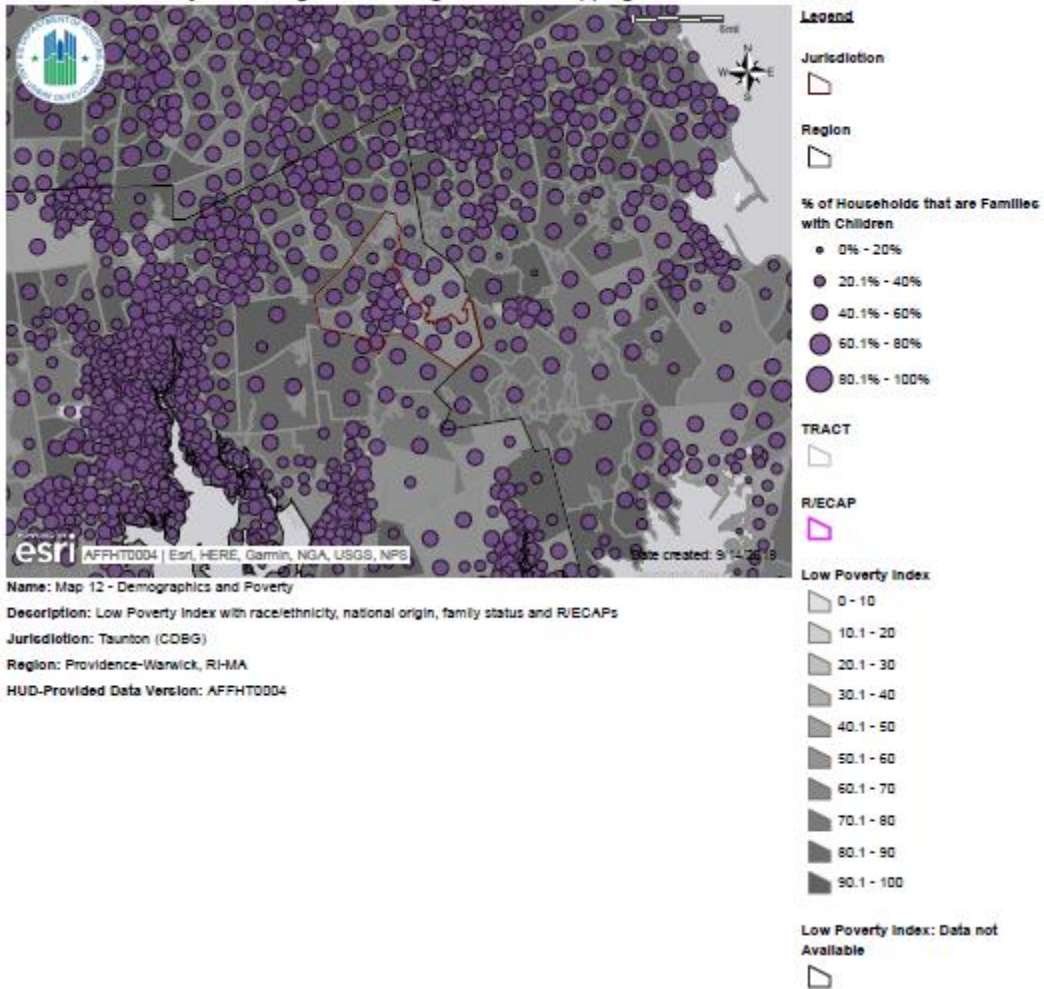 6mi
N
W E
S
esri AFFHT0004 | Esri, HERE, Garmin, NGA, USGS, NPS
Name: Map 12 - Demographics and Poverty
Description: Low Poverty Index with race/ethnicity, national origin, family status and R/ECAPs
Jurisdiction: Taunton (CDBG)
Region: Providence-Warwick, RI-MA
HUD-Provided Data Version: AFFHT0004
Legend
Jurisdiction
Region
% of Households that are Families
with Children
0% - 20%
20.1% - 40%
40.1% - 60%
60.1% - 80%
80.1% - 100%
TRACT
R/ECAP
Low Poverty Index
0 - 10
10.1 - 20
20.1 - 30
30.1 - 40
40.1 - 50
50.1 - 60
60.1 - 70
70.1 - 80
80.1 - 90
90.1 - 100
Low Poverty Index: Data not
Available